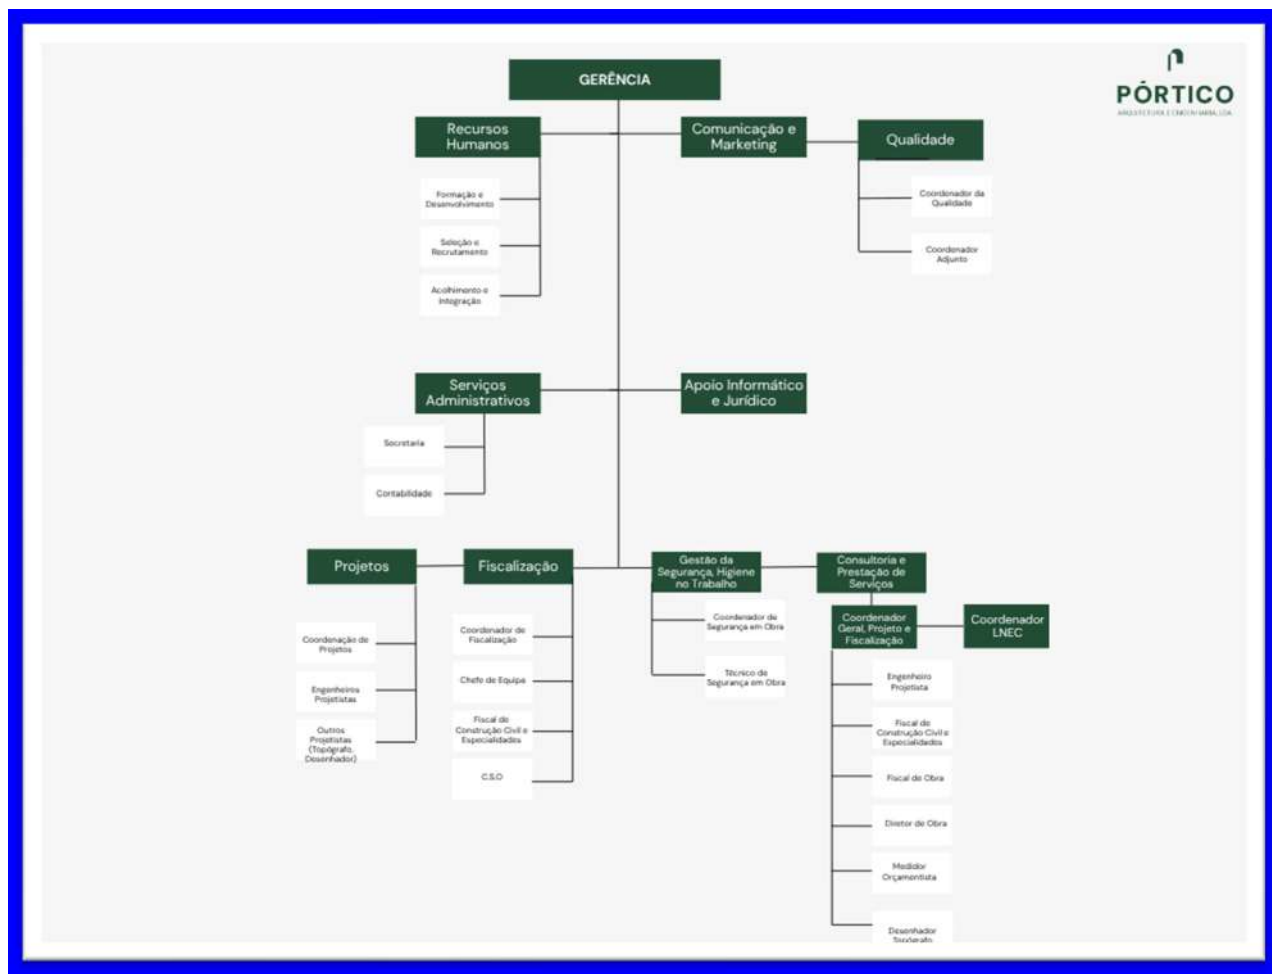 GERÊNCIA
PÓRTICO
ARQUITETURA E ENGENHARIA, LDA
Recursos
Humanos
Comunicação e
Marketing
Qualidade
Formação e
Desenvolvimento
Seleção e
Recrutamento
Acolhimento e
Integração
Coordenador da
Qualidade
Coordenador
Adjunto
Serviços
Administrativos
Apoio Informático
e Jurídico
Secretaria
Contabilidade
Projetos
Fiscalização
Gestão da
Segurança, Higiene
no Trabalho
Consultoria e
Prestação de
Serviços
Coordenação de
Projetos
Engenheiros
Projetistas
Outros
Projetistas
(Topógrafo,
Desenhador)
Coordenador de
Fiscalização
Chefe de Equipa
Fiscal de
Construção Civil e
Especialidades
C.S.O
Coordenador de
Segurança em Obra
Técnico de
Segurança em Obra
Coordenador
Geral, Projeto e
Fiscalização
Coordenador
LNEC
Engenheiro
Projetista
Fiscal de
Construção Civil e
Especialidades
Fiscal de Obra
Diretor de Obra
Medidor
Orçamentista
Desenhador
Topógrafo